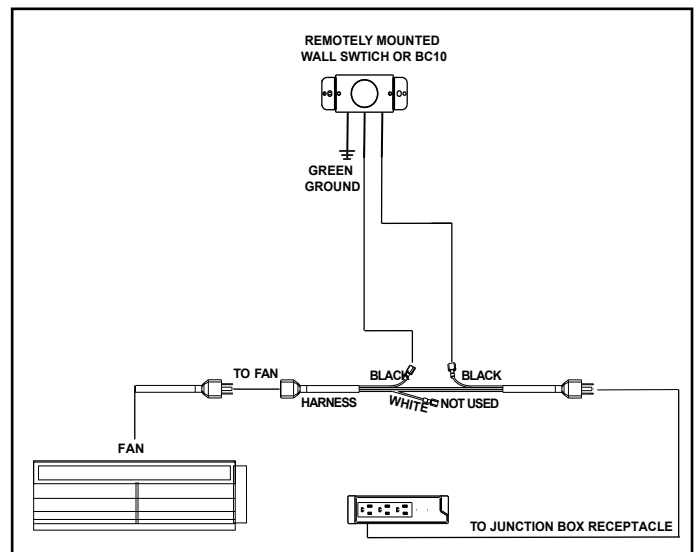 REMOTELY MOUNTED
WALL SWTICH OR BC10
GREEN
GROUND
TO FAN
BLACK
BLACK
HARNESS
WHITE
NOT USED
FAN
TO JUNCTION BOX RECEPTACLE